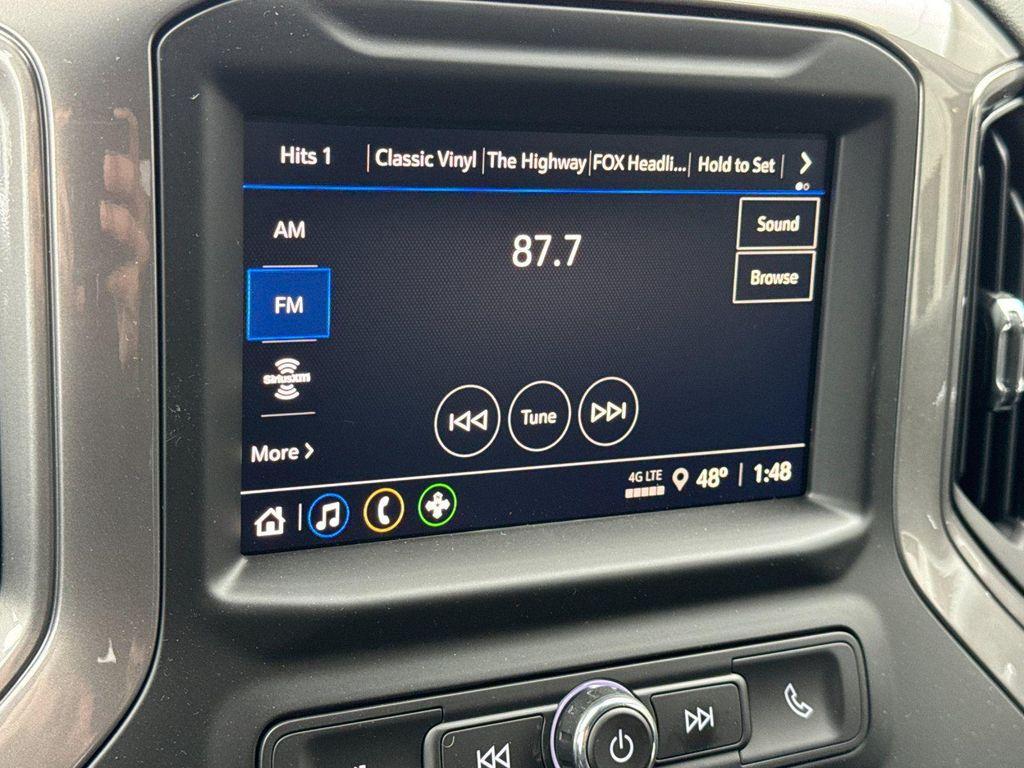 Hits 1 Classic Vinyl The Highway FOX Headli... Hold to Set
AM
FM
SiriusXM
More
87.7
Sound
Browse
Tune
4G LTE 48° 1:48